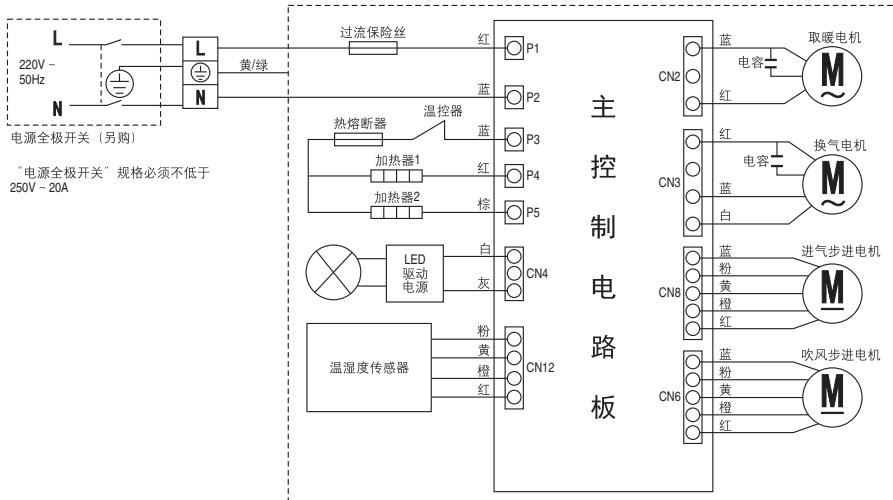 L
220V ~
50Hz
N
电源全极开关（另购）
“电源全极开关”规格必须不低于
250V ~ 20A
L
N
黄/绿
过流保险丝
红
P1
蓝
P2
热熔断器
温控器
蓝
P3
加热器1
红
P4
加热器2
棕
P5
LED
驱动
电源
白
灰
CN4
温湿度传感器
粉
黄
橙
红
CN12
主
控
制
电
路
板
CN2
蓝
电容
红
取暖电机
M
CN3
红
电容
蓝
白
换气电机
M
CN8
蓝
粉
黄
橙
红
进气步进电机
M
CN6
蓝
粉
黄
橙
红
吹风步进电机
M